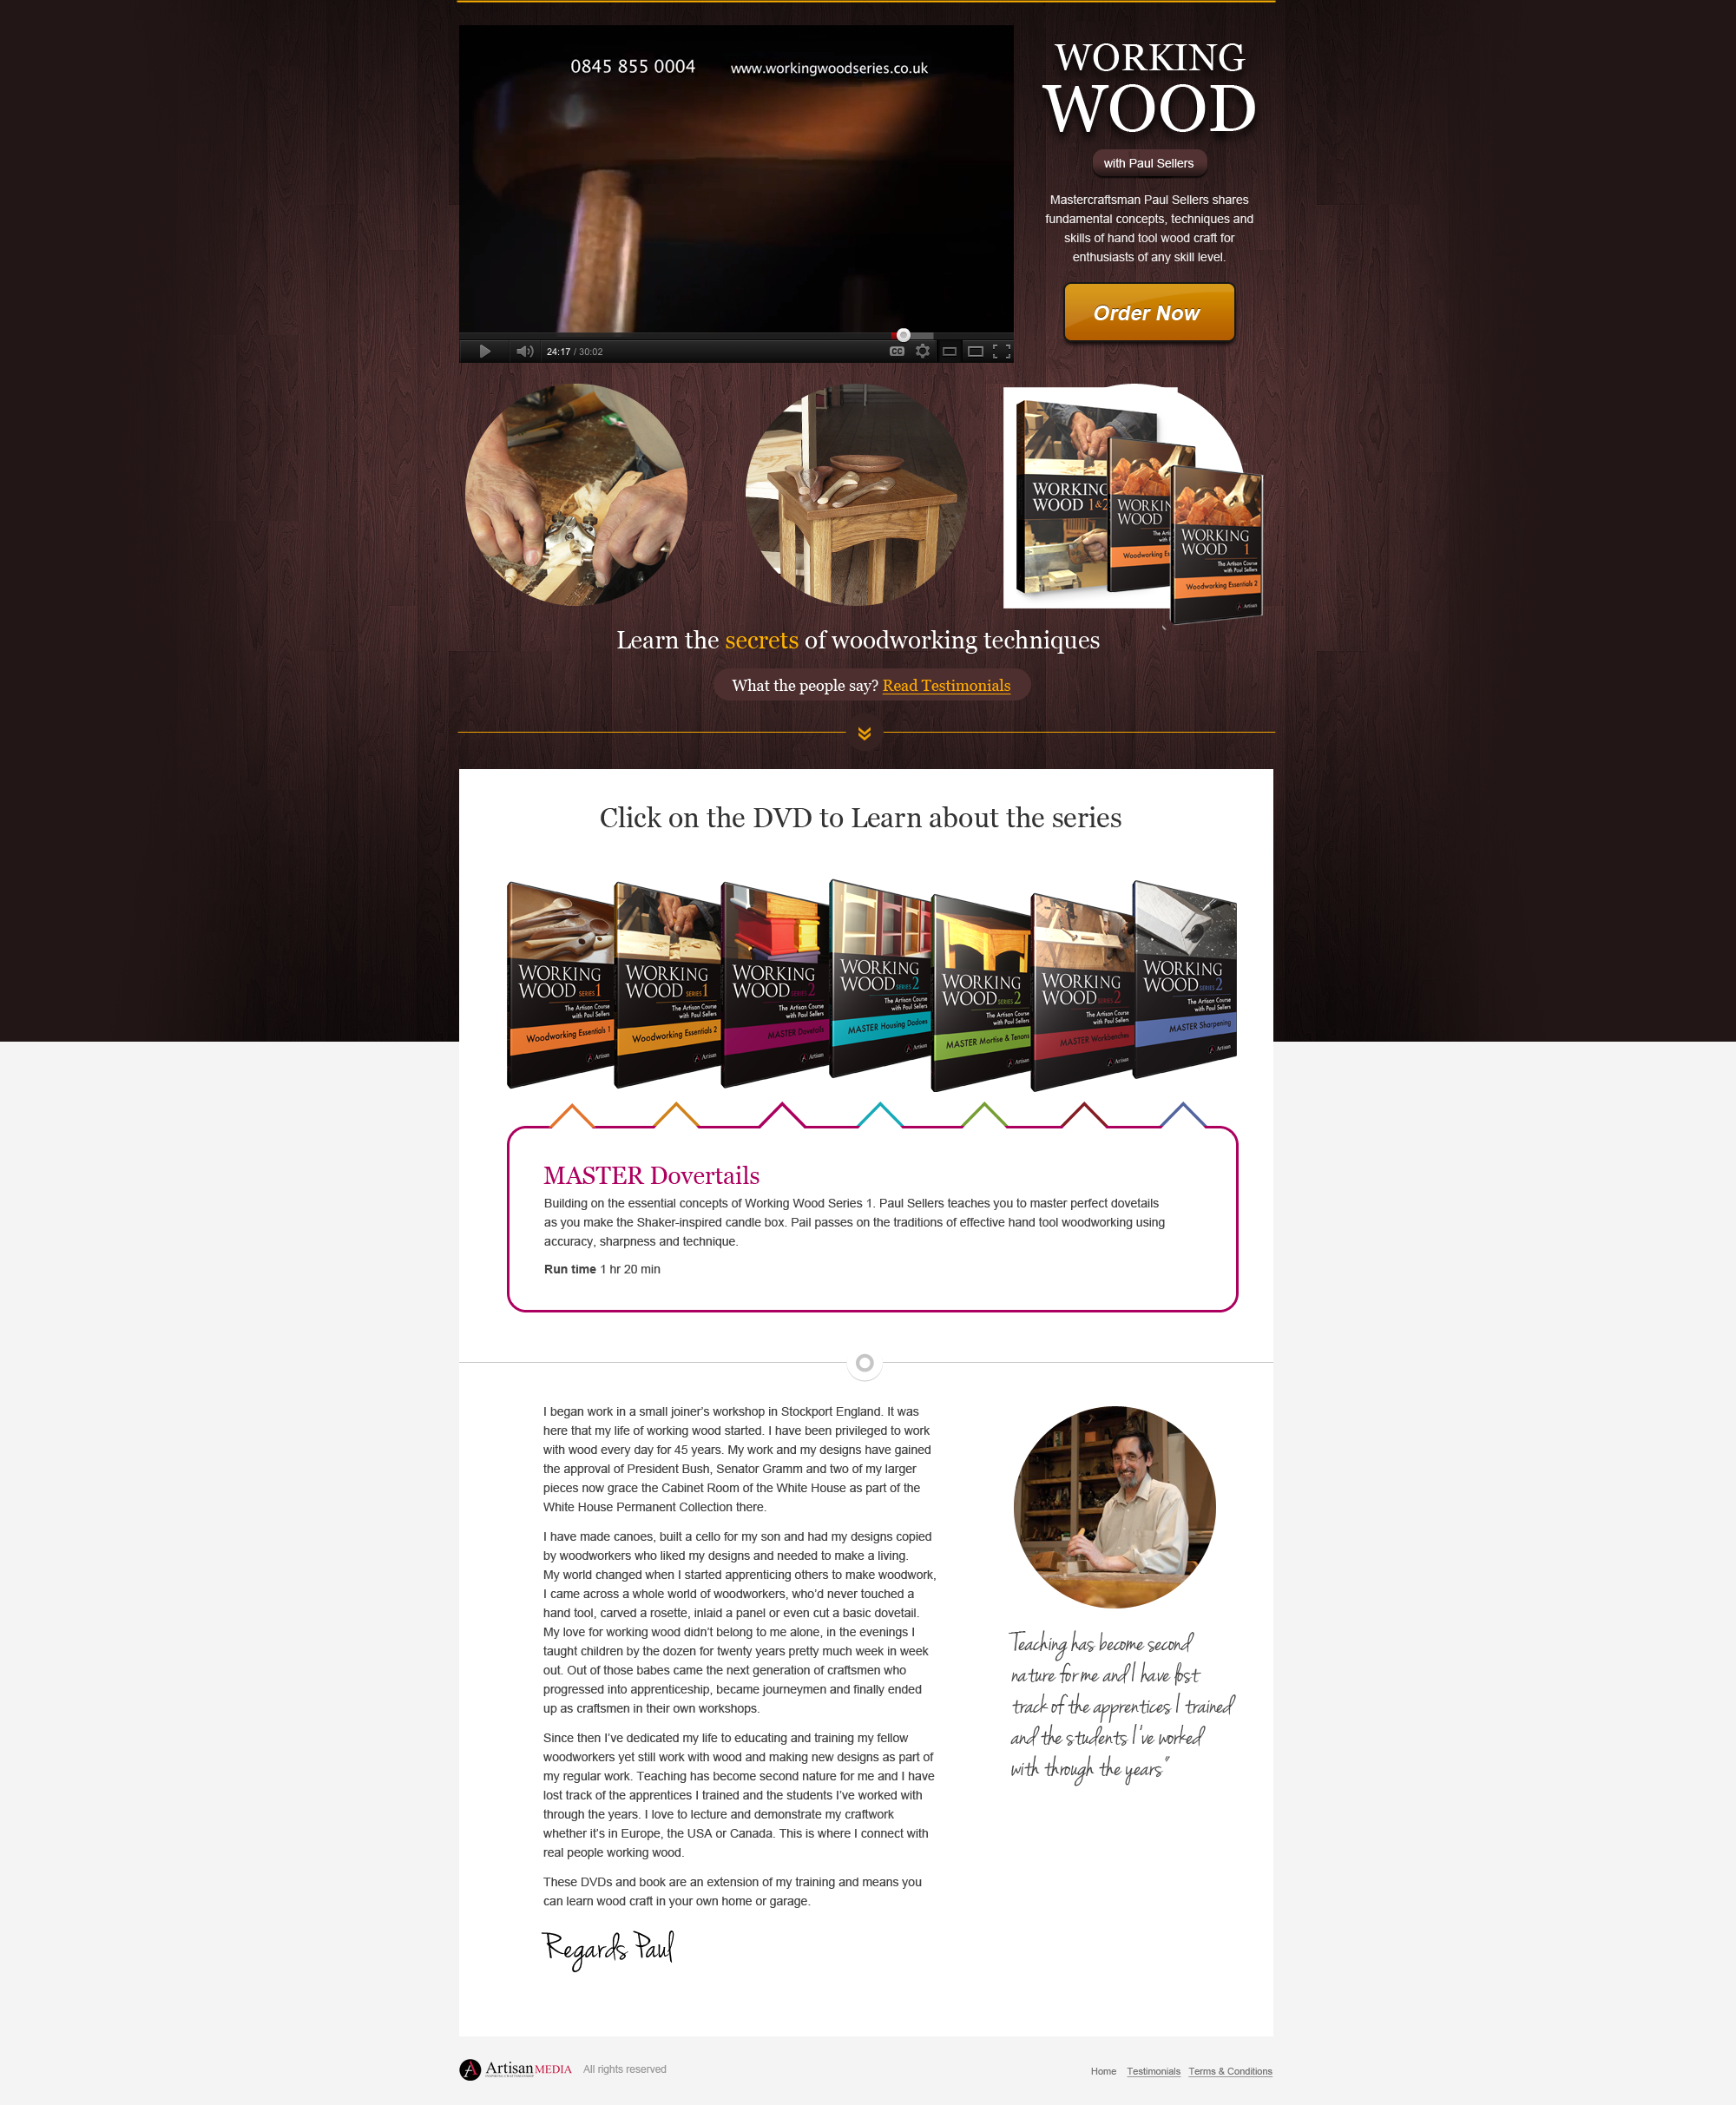 0845 855 0004 www.workingwoodseries.co.uk
WORKING
WOOD
with Paul Sellers
Mastercraftsman Paul Sellers shares
fundamental concepts, techniques and
skills of hand tool wood craft for
enthusiasts of any skill level.
Order Now
24:17 / 30:02
CC
WORKING
WOOD 1&2
WORKING
WOOD
Woodworking
WORKING
WOOD 1
The Artisan Course
with Paul Sellers
Woodworking Essentials 2
Artisan
Learn the secrets of woodworking techniques
What the people say? Read Testimonials
Click on the DVD to Learn about the series
WORKING
WOOD SERIES 1
The Artisan Course
with Paul Sellers
Woodworking Essentials 1
Artisan
WORKING
WOOD SERIES 1
The Artisan Course
with Paul Sellers
Woodworking Essentials 2
Artisan
WORKING
WOOD SERIES 2
The Artisan Course
with Paul Sellers
MASTER Dovetails
Artisan
WORKING
WOOD SERIES 2
The Artisan Course
with Paul Sellers
MASTER Housing Dadoes
Artisan
WORKING
WOOD SERIES 2
The Artisan Course
with Paul Sellers
MASTER Mortise & Tenons
Artisan
WORKING
WOOD SERIES 2
The Artisan Course
with Paul Sellers
MASTER Workbenches
Artisan
WORKING
WOOD SERIES 2
The Artisan Course
with Paul Sellers
MASTER Sharpening
Artisan
MASTER Dovertails
Building on the essential concepts of Working Wood Series 1. Paul Sellers teaches you to master perfect dovetails
as you make the Shaker-inspired candle box. Pail passes on the traditions of effective hand tool woodworking using
accuracy, sharpness and technique.
Run time 1 hr 20 min
I began work in a small joiner’s workshop in Stockport England. It was
here that my life of working wood started. I have been privileged to work
with wood every day for 45 years. My work and my designs have gained
the approval of President Bush, Senator Gramm and two of my larger
pieces now grace the Cabinet Room of the White House as part of the
White House Permanent Collection there.
I have made canoes, built a cello for my son and had my designs copied
by woodworkers who liked my designs and needed to make a living.
My world changed when I started apprenticing others to make woodwork,
I came across a whole world of woodworkers, who’d never touched a
hand tool, carved a rosette, inlaid a panel or even cut a basic dovetail.
My love for working wood didn’t belong to me alone, in the evenings I
taught children by the dozen for twenty years pretty much week in week
out. Out of those babes came the next generation of craftsmen who
progressed into apprenticeship, became journeymen and finally ended
up as craftsmen in their own workshops.
Since then I’ve dedicated my life to educating and training my fellow
woodworkers yet still work with wood and making new designs as part of
my regular work. Teaching has become second nature for me and I have
lost track of the apprentices I trained and the students I’ve worked with
through the years. I love to lecture and demonstrate my craftwork
whether it’s in Europe, the USA or Canada. This is where I connect with
real people working wood.
These DVDs and book are an extension of my training and means you
can learn wood craft in your own home or garage.
Regards Paul
Teaching has become second
nature for me and I have lost
track of the apprentices I trained
and the students I've worked
with through the years"
Artisan MEDIA
All rights reserved
Home Testimonials Terms & Conditions